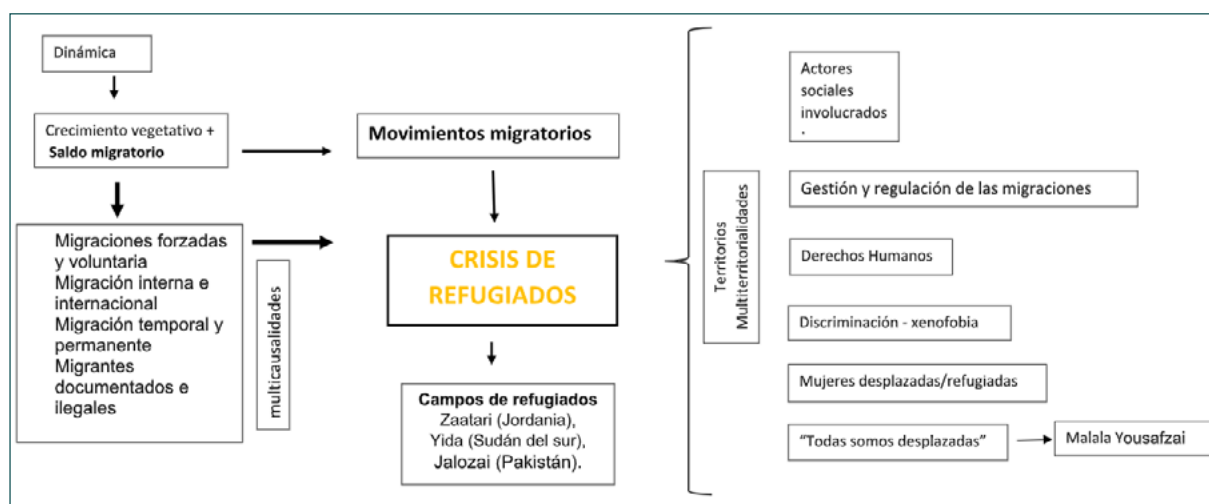 Dinámica
Crecimiento vegetativo +
Saldo migratorio
Migraciones forzadas
y voluntaria
Migración interna e
internacional
Migración temporal y
permanente
Migrantes
documentados e
ilegales
multicausalidades
Movimientos migratorios
CRISIS DE
REFUGIADOS
Campos de refugiados
Zaatari (Jordania),
Yida (Sudán del sur),
Jalozai (Pakistán).
Territorios
Multiterritorialidades
Actores
sociales
involucrados
.
Gestión y regulación de las migraciones
Derechos Humanos
Discriminación - xenofobia
Mujeres desplazadas/refugiadas
“Todas somos desplazadas”
Malala Yousafzai